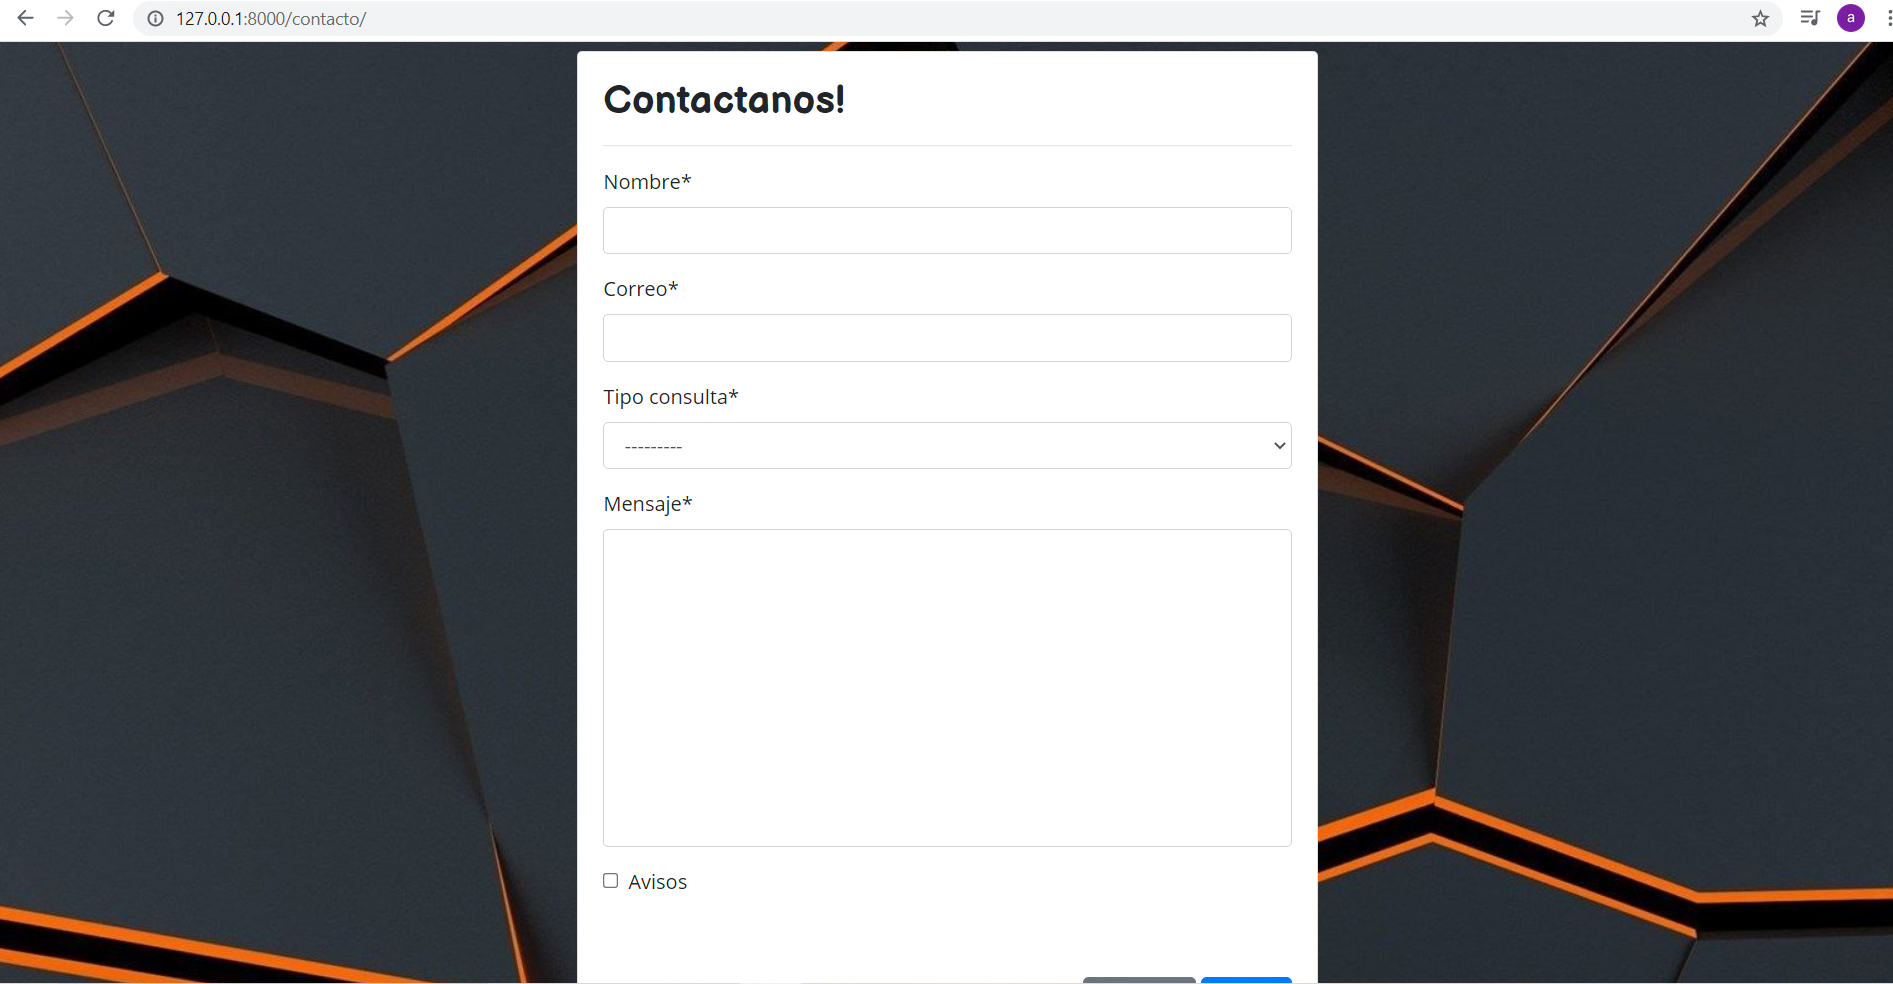 127.0.0.1:8000/contacto/
a
Contactanos!
Nombre*
Correo*
Tipo consulta*
---------
Mensaje*
Avisos